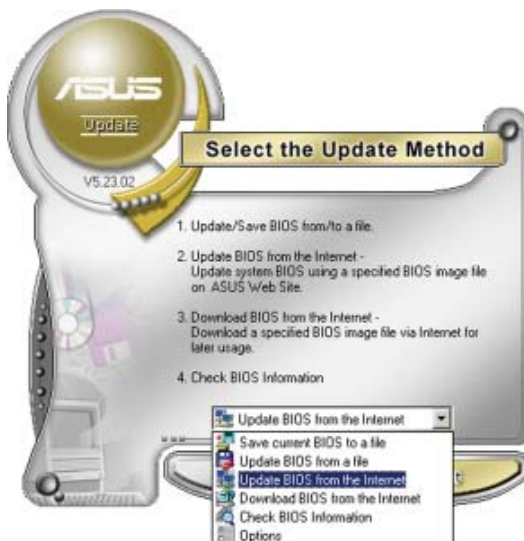 ASUS
Update
V5.23.02
Select the Update Method
1. Update/Save BIOS from/to a file.
2. Update BIOS from the Internet -
Update system BIOS using a specified BIOS image file
on ASUS Web Site.
3. Download BIOS from the Internet -
Download a specified BIOS image file via Internet for
later usage.
4. Check BIOS Information
Update BIOS from the Internet
Save current BIOS to a file
Update BIOS from a file
Update BIOS from the Internet
Download BIOS from the Internet
Check BIOS Information
Options